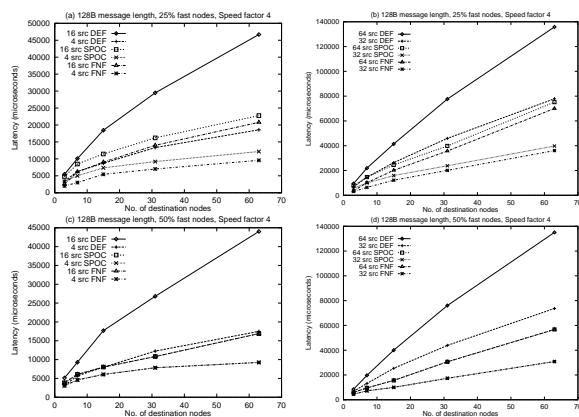 (a) 128B message length, 25% fast nodes, Speed factor 4
Latency (microseconds)
50000
45000
40000
35000
30000
25000
20000
15000
10000
5000
0
16 src DEF
4 src DEF
16 src SPOC
4 src SPOC
16 src FNF
4 src FNF
0 10 20 30 40 50 60 70
No. of destination nodes
(b) 128B message length, 25% fast nodes, Speed factor 4
Latency (microseconds)
140000
120000
100000
80000
60000
40000
20000
0
64 src DEF
32 src DEF
64 src SPOC
32 src SPOC
64 src FNF
32 src FNF
0 10 20 30 40 50 60 70
No. of destination nodes
(c) 128B message length, 50% fast nodes, Speed factor 4
Latency (microseconds)
45000
40000
35000
30000
25000
20000
15000
10000
5000
0
16 src DEF
4 src DEF
16 src SPOC
4 src SPOC
16 src FNF
4 src FNF
0 10 20 30 40 50 60 70
No. of destination nodes
(d) 128B message length, 50% fast nodes, Speed factor 4
Latency (microseconds)
140000
120000
100000
80000
60000
40000
20000
0
64 src DEF
32 src DEF
64 src SPOC
32 src SPOC
64 src FNF
32 src FNF
0 10 20 30 40 50 60 70
No. of destination nodes